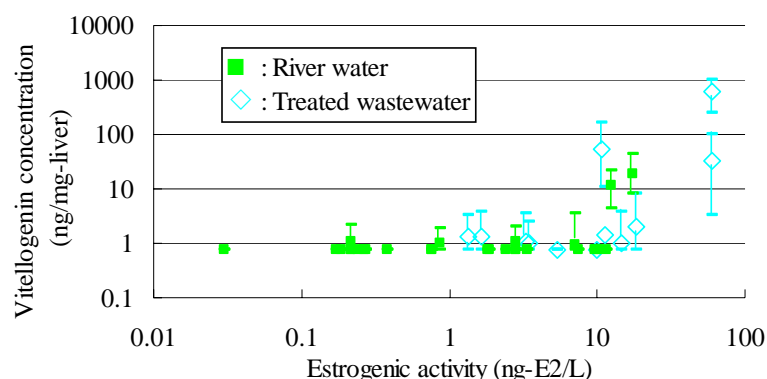 10000
1000
100
10
1
0.1
Vitellogenin concentration
(ng/mg-liver)
: River water
: Treated wastewater
0.01 0.1 1 10 100
Estrogenic activity (ng-E2/L)